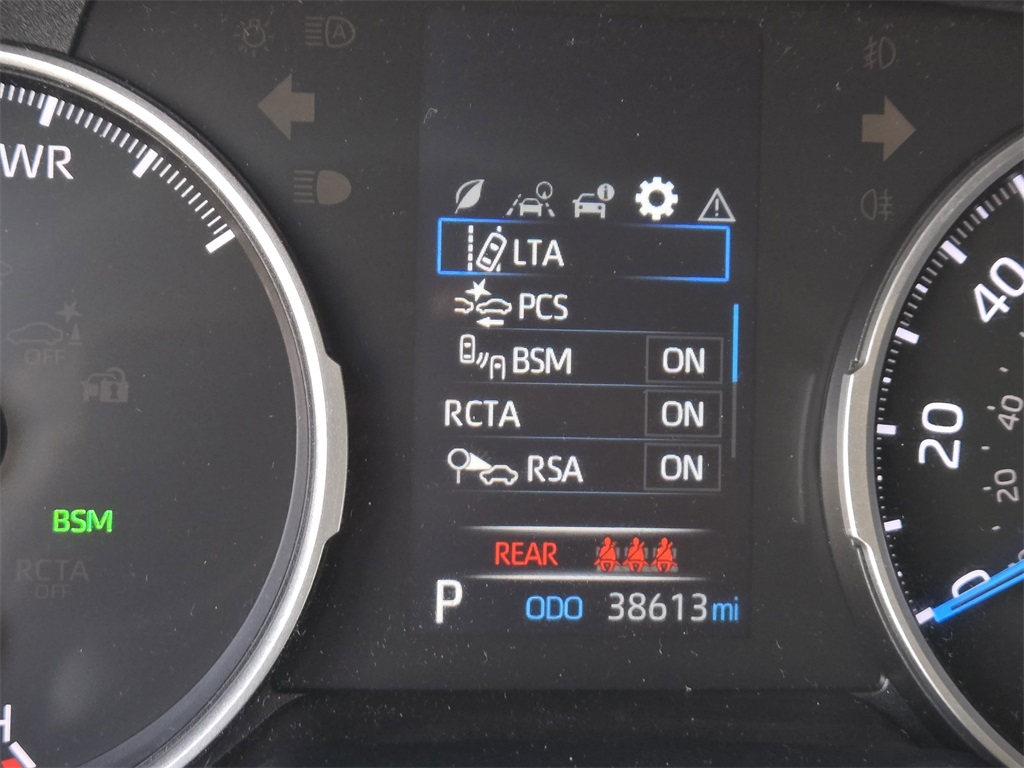 WR
LTA
PCS
BSM ON
RCTA ON
RSA ON
REAR
P ODO 38613 mi
BSM
RCTA
OFF
OFF
A
H
40
20
0
40
20